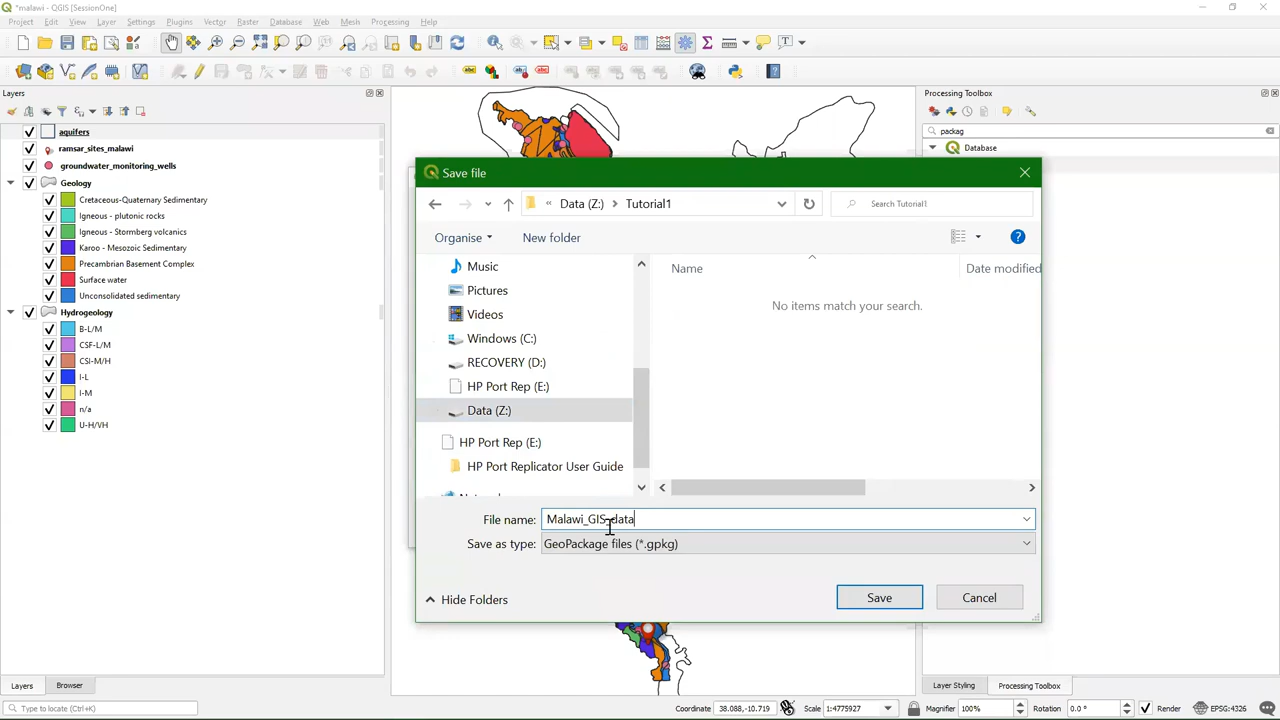 *malawi - QGIS [SessionOne]
Project Edit View Layer Settings Plugins Vector Raster Database Web Mesh Processing Help
Layers
Processing Toolbox
aquifers
ramsar_sites_malawi
groundwater_monitoring_wells
Geology
Cretaceous-Quaternary Sedimentary
Igneous - plutonic rocks
Igneous - Stormberg volcanics
Karoo - Mesozoic Sedimentary
Precambrian Basement Complex
Surface water
Unconsolidated sedimentary
Hydrogeology
B-L/M
CSF-L/M
CSI-M/H
I-L
I-M
n/a
U-H/VH
packag
Database
Save file
« Data (Z:) > Tutorial1
Search Tutorial1
Organise
New folder
Music
Pictures
Videos
Windows (C:)
RECOVERY (D:)
HP Port Rep (E:)
Data (Z:)
HP Port Rep (E:)
HP Port Replicator User Guide
Name
Date modified
No items match your search.
File name: Malawi_GIS_data
Save as type: GeoPackage files (*.gpkg)
Hide Folders
Save
Cancel
Layers Browser
Layer Styling Processing Toolbox
Type to locate (Ctrl+K)
Coordinate 38.088,-10.719 Scale 1:4775927 Magnifier 100% Rotation 0.0 ° Render EPSG:4326